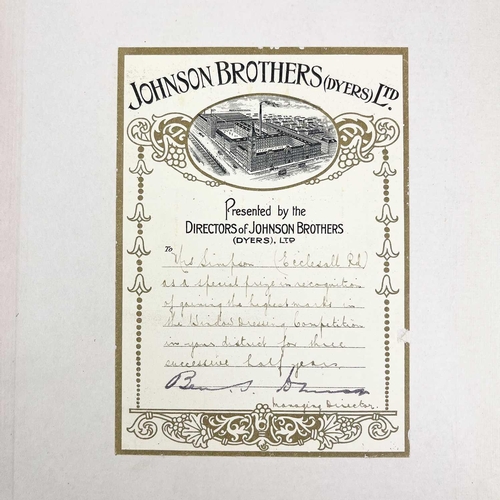 JOHNSON BROTHERS (DYERS) LTD.
Presented by the
DIRECTORS of JOHNSON BROTHERS
(DYERS), LTD
To Mrs Simpson (Ecclesall Rd)
as a special prize in recognition
of gaining the highest marks in
the Window Dressing Competition
in your district for three
successive half years.
Ben. S. Johnson
Managing Director.